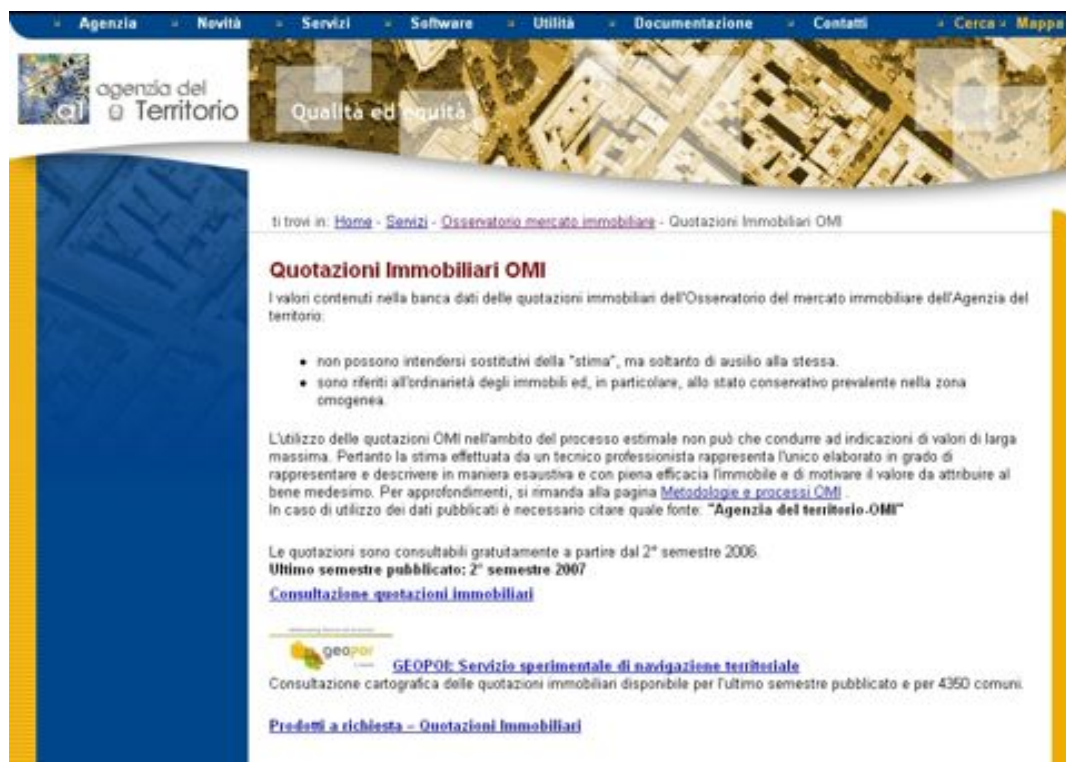 Agenzia Novità Servizi Software Utilità Documentazione Contatti Cerca Mappa
agenzia del
Territorio
Qualità ed equità
ti trovi in: Home - Servizi - Osservatorio mercato immobiliare - Quotazioni Immobiliari OMI
Quotazioni Immobiliari OMI
I valori contenuti nella banca dati delle quotazioni immobiliari dell'Osservatorio del mercato immobiliare dell'Agenzia del
territorio:
• non possono intendersi sostitutivi della "stima", ma soltanto di ausilio alla stessa.
• sono riferiti all'ordinarietà degli immobili ed, in particolare, allo stato conservativo prevalente nella zona
omogenea.
L'utilizzo delle quotazioni OMI nell'ambito del processo estimale non può che condurre ad indicazioni di valori di larga
massima. Pertanto la stima effettuata da un tecnico professionista rappresenta l'unico elaborato in grado di
rappresentare e descrivere in maniera esaustiva e con piena efficacia l'immobile e di motivare il valore da attribuire al
bene medesimo. Per approfondimenti, si rimanda alla pagina Metodologie e processi OMI .
In caso di utilizzo dei dati pubblicati è necessario citare quale fonte: "Agenzia del territorio-OMI"
Le quotazioni sono consultabili gratuitamente a partire dal 2° semestre 2006.
Ultimo semestre pubblicato: 2° semestre 2007
Consultazione quotazioni immobiliari
geopoi
GEOPOI: Servizio sperimentale di navigazione territoriale
Consultazione cartografica delle quotazioni immobiliari disponibile per l'ultimo semestre pubblicato e per 4350 comuni.
Prodotti a richiesta – Quotazioni Immobiliari